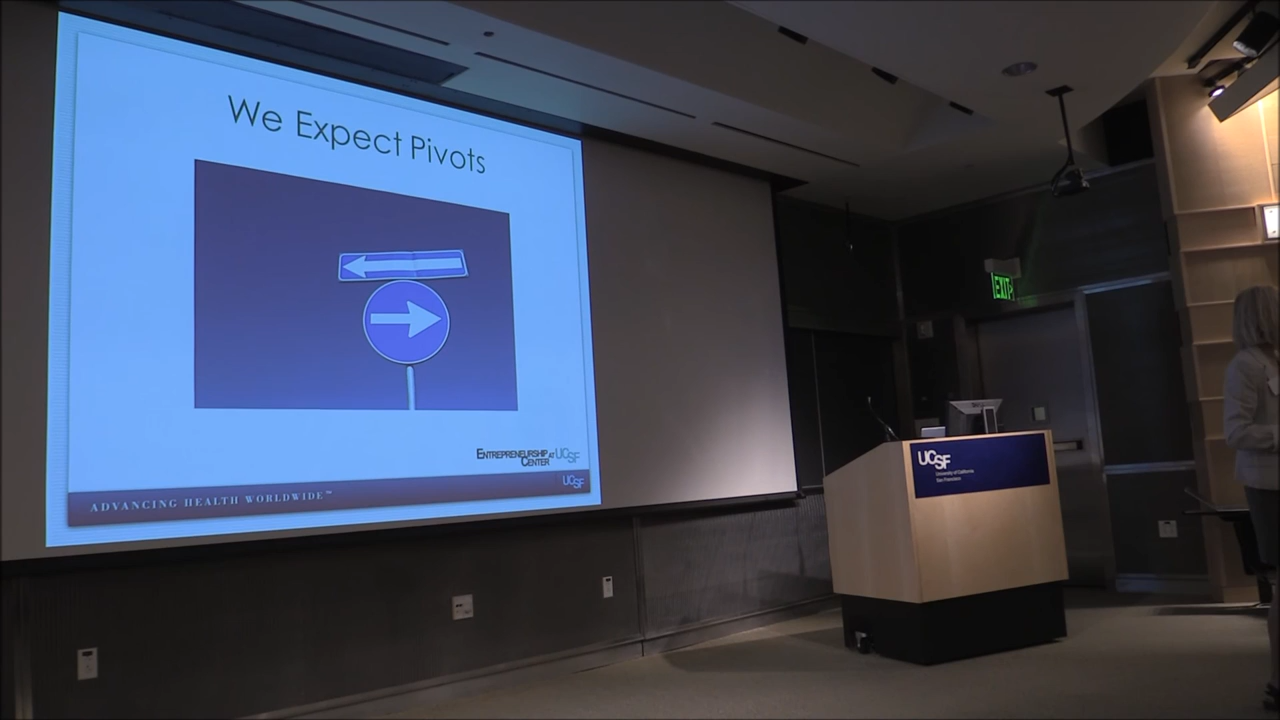 We Expect Pivots
ENTREPRENEURSHIP AT UCSF
CENTER
UCSF
ADVANCING HEALTH WORLDWIDE™
EXIT
UCSF
University of California
San Francisco